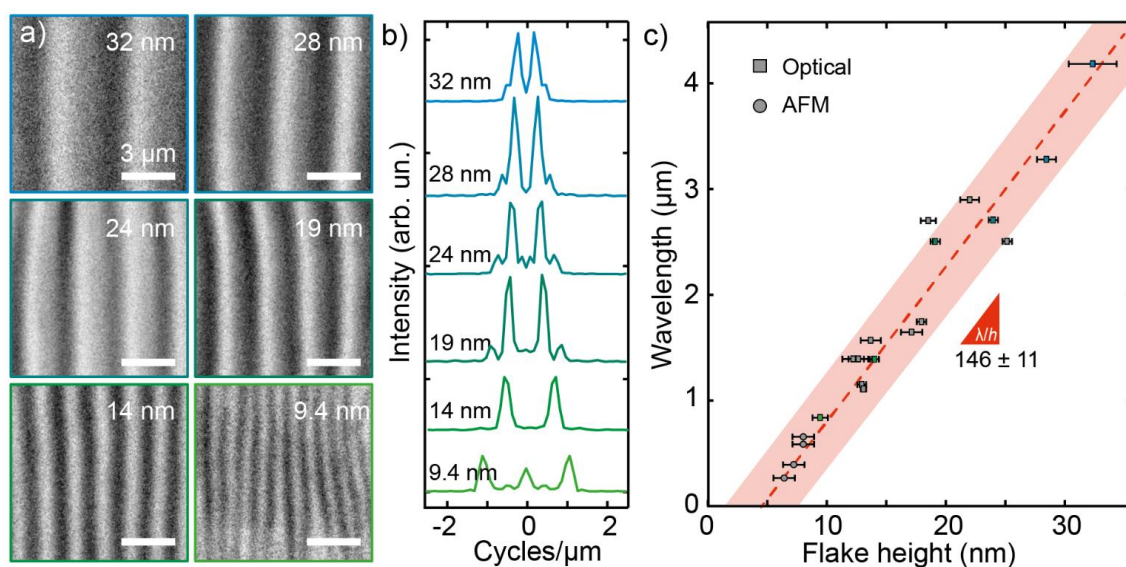 a)
32 nm
3 µm
28 nm
24 nm
19 nm
14 nm
9.4 nm
b)
Intensity (arb. un.)
32 nm
28 nm
24 nm
19 nm
14 nm
9.4 nm
-2 0 2
Cycles/µm
c)
Wavelength (µm)
4
3
2
1
0
Optical
AFM
λ/h
146 ± 11
0 10 20 30
Flake height (nm)